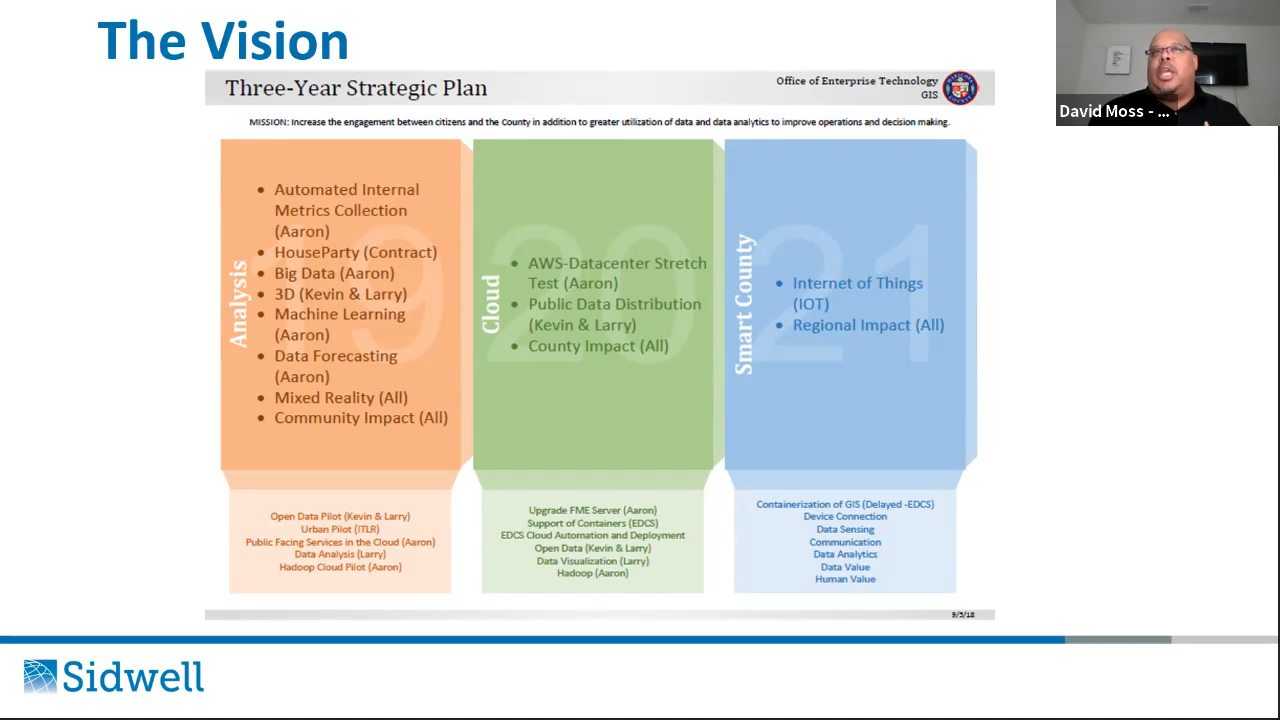 The Vision
Three-Year Strategic Plan
Office of Enterprise Technology
GIS
David Moss - ...
MISSION: Increase the engagement between citizens and the County in addition to greater utilization of data and data analytics to improve operations and decision making.
Analysis
19
• Automated Internal
Metrics Collection
(Aaron)
• HouseParty (Contract)
• Big Data (Aaron)
• 3D (Kevin & Larry)
• Machine Learning
(Aaron)
• Data Forecasting
(Aaron)
• Mixed Reality (All)
• Community Impact (All)
Open Data Pilot (Kevin & Larry)
Urban Pilot (ITLR)
Public Facing Services in the Cloud (Aaron)
Data Analysis (Larry)
Hadoop Cloud Pilot (Aaron)
Cloud
20
• AWS-Datacenter Stretch
Test (Aaron)
• Public Data Distribution
(Kevin & Larry)
• County Impact (All)
Upgrade FME Server (Aaron)
Support of Containers (EDCS)
EDCS Cloud Automation and Deployment
Open Data (Kevin & Larry)
Data Visualization (Larry)
Hadoop (Aaron)
Smart County
21
• Internet of Things
(IOT)
• Regional Impact (All)
Containerization of GIS (Delayed -EDCS)
Device Connection
Data Sensing
Communication
Data Analytics
Data Value
Human Value
9/5/18
Sidwell